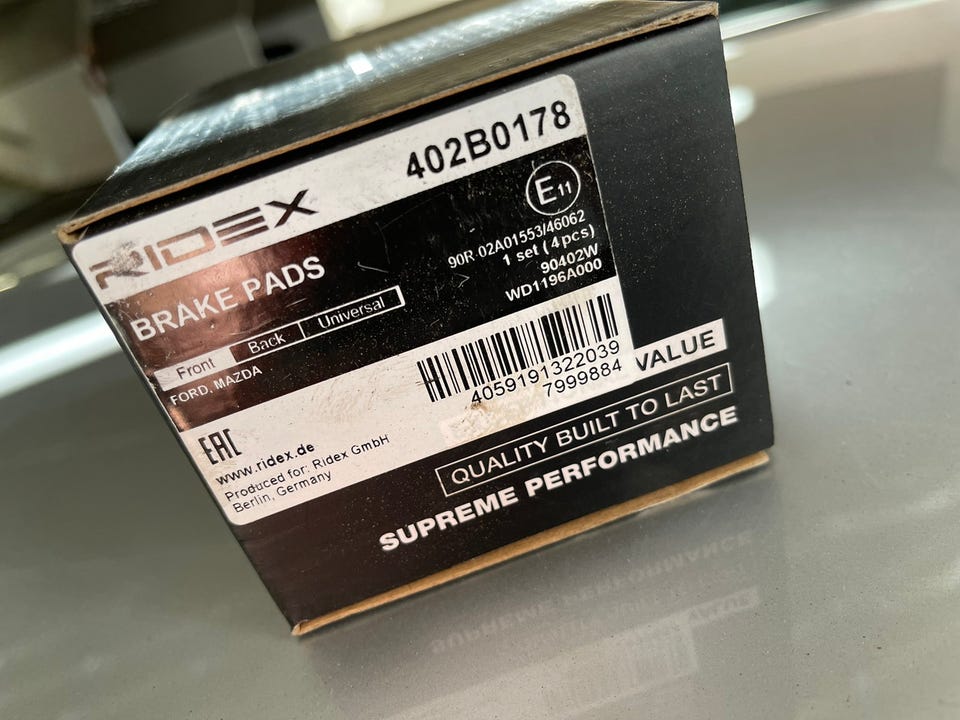 RIDEX 402B0178
E11
BRAKE PADS
90R-02A01553/46062
1 set (4pcs)
90402W
WD1196A000
Front Back Universal
FORD, MAZDA
4059191322039
7999884
EAC
www.ridex.de
Produced for: Ridex GmbH
Berlin, Germany
VALUE
QUALITY BUILT TO LAST
SUPREME PERFORMANCE